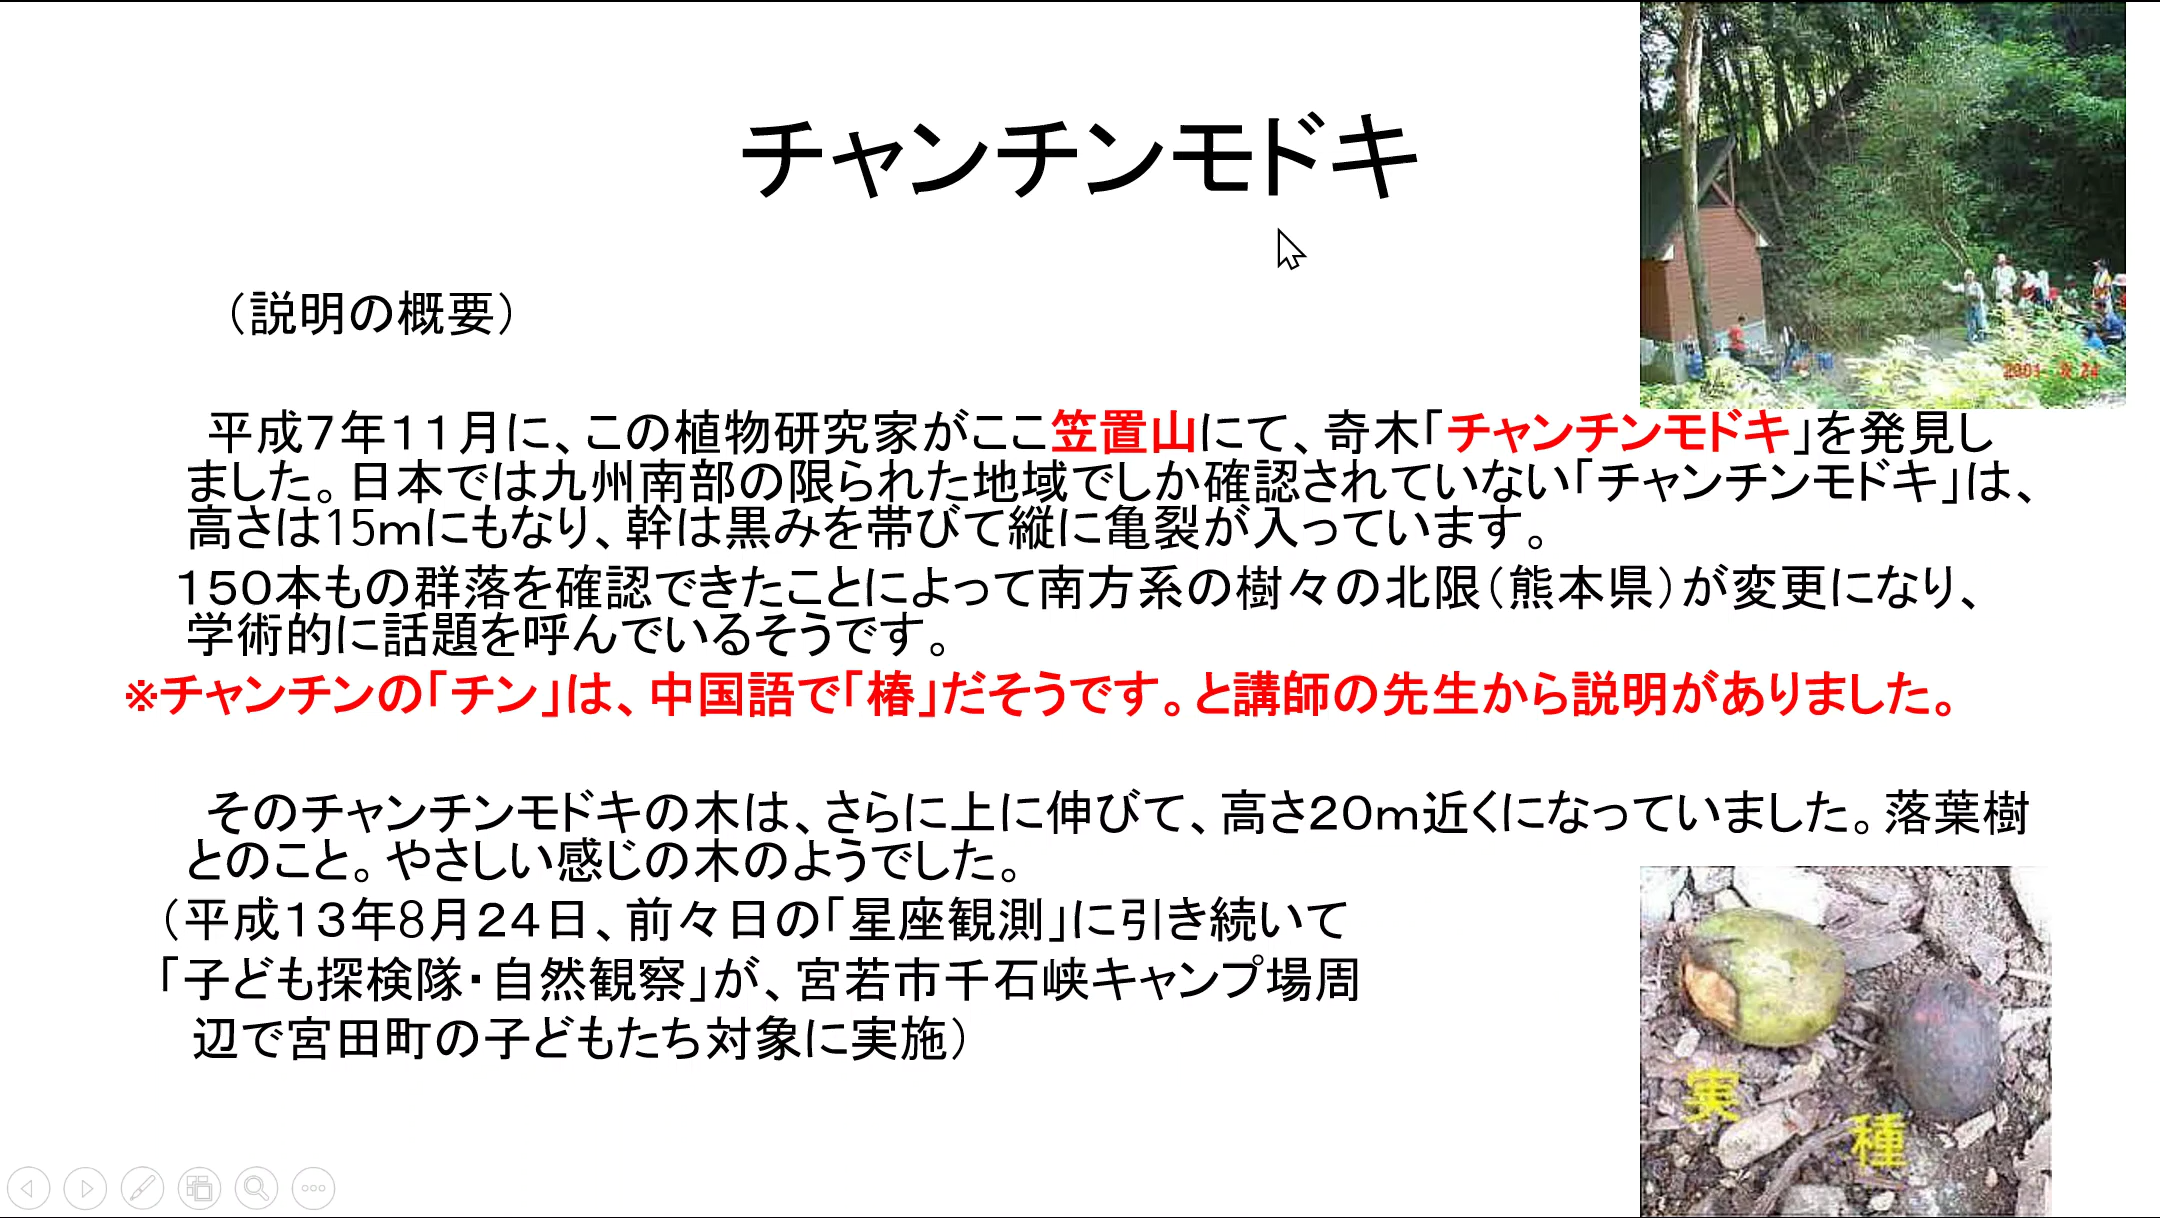 チャンチンモドキ
（説明の概要）
平成７年１１月に、この植物研究家がここ笠置山にて、奇木「チャンチンモドキ」を発見し
ました。日本では九州南部の限られた地域でしか確認されていない「チャンチンモドキ」は、
高さは15ｍにもなり、幹は黒みを帯びて縦に亀裂が入っています。
１５０本もの群落を確認できたことによって南方系の樹々の北限（熊本県）が変更になり、
学術的に話題を呼んでいるそうです。
※チャンチンの「チン」は、中国語で「椿」だそうです。と講師の先生から説明がありました。
そのチャンチンモドキの木は、さらに上に伸びて、高さ２０ｍ近くになっていました。落葉樹
とのこと。やさしい感じの木のようでした。
（平成１３年8月２４日、前々日の「星座観測」に引き続いて
「子ども探検隊・自然観察」が、宮若市千石峡キャンプ場周
辺で宮田町の子どもたち対象に実施）
実
種